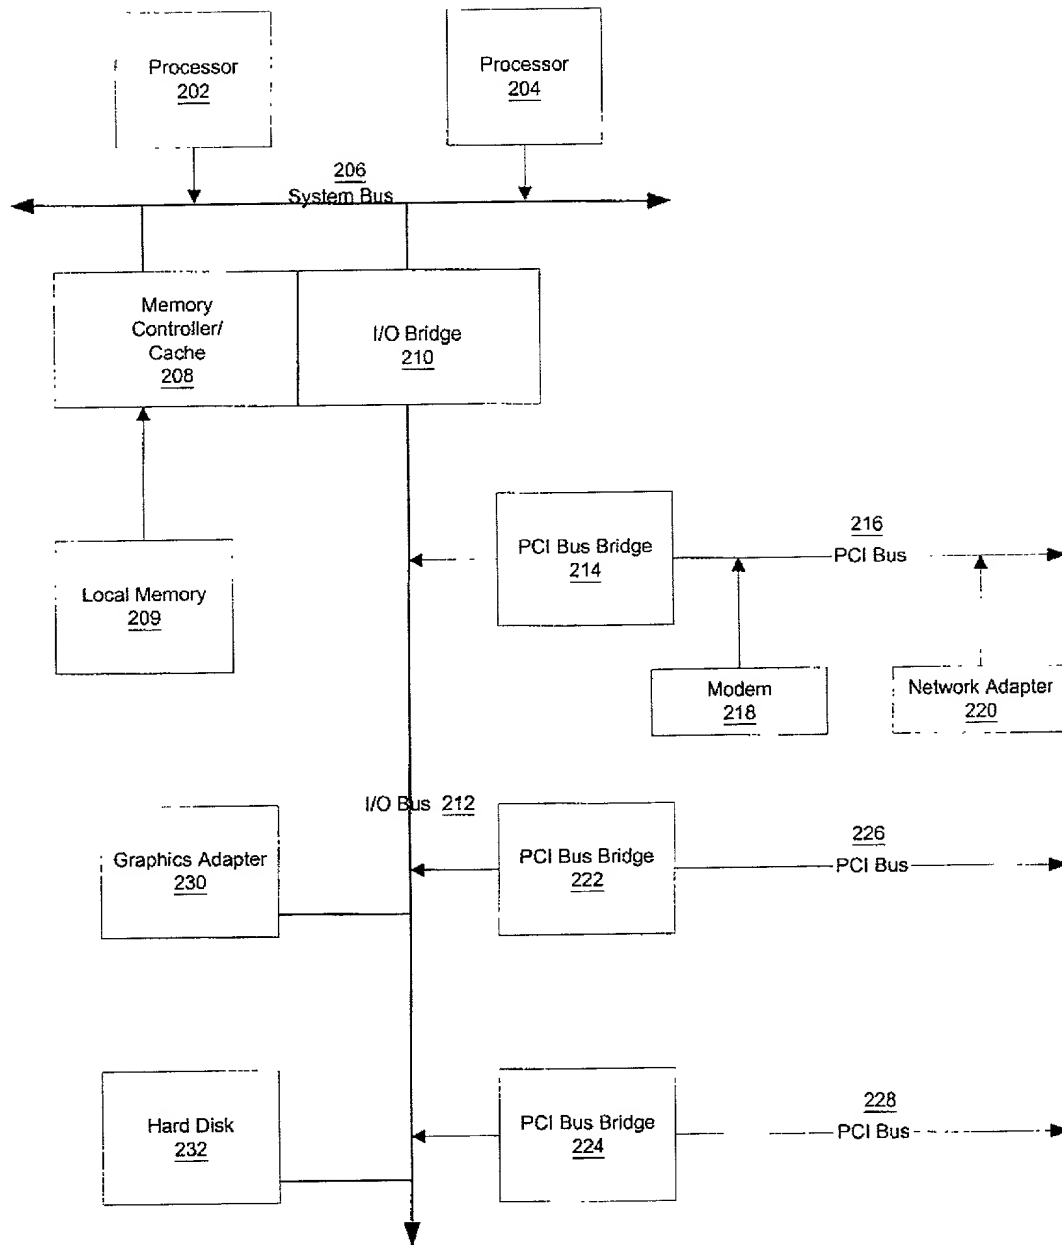 Processor
202
Processor
204
206
System Bus
Memory
Controller/
Cache
208
I/O Bridge
210
PCI Bus Bridge
214
216
PCI Bus
Local Memory
209
Modem
218
Network Adapter
220
I/O Bus 212
Graphics Adapter
230
PCI Bus Bridge
222
226
PCI Bus
Hard Disk
232
PCI Bus Bridge
224
228
PCI Bus